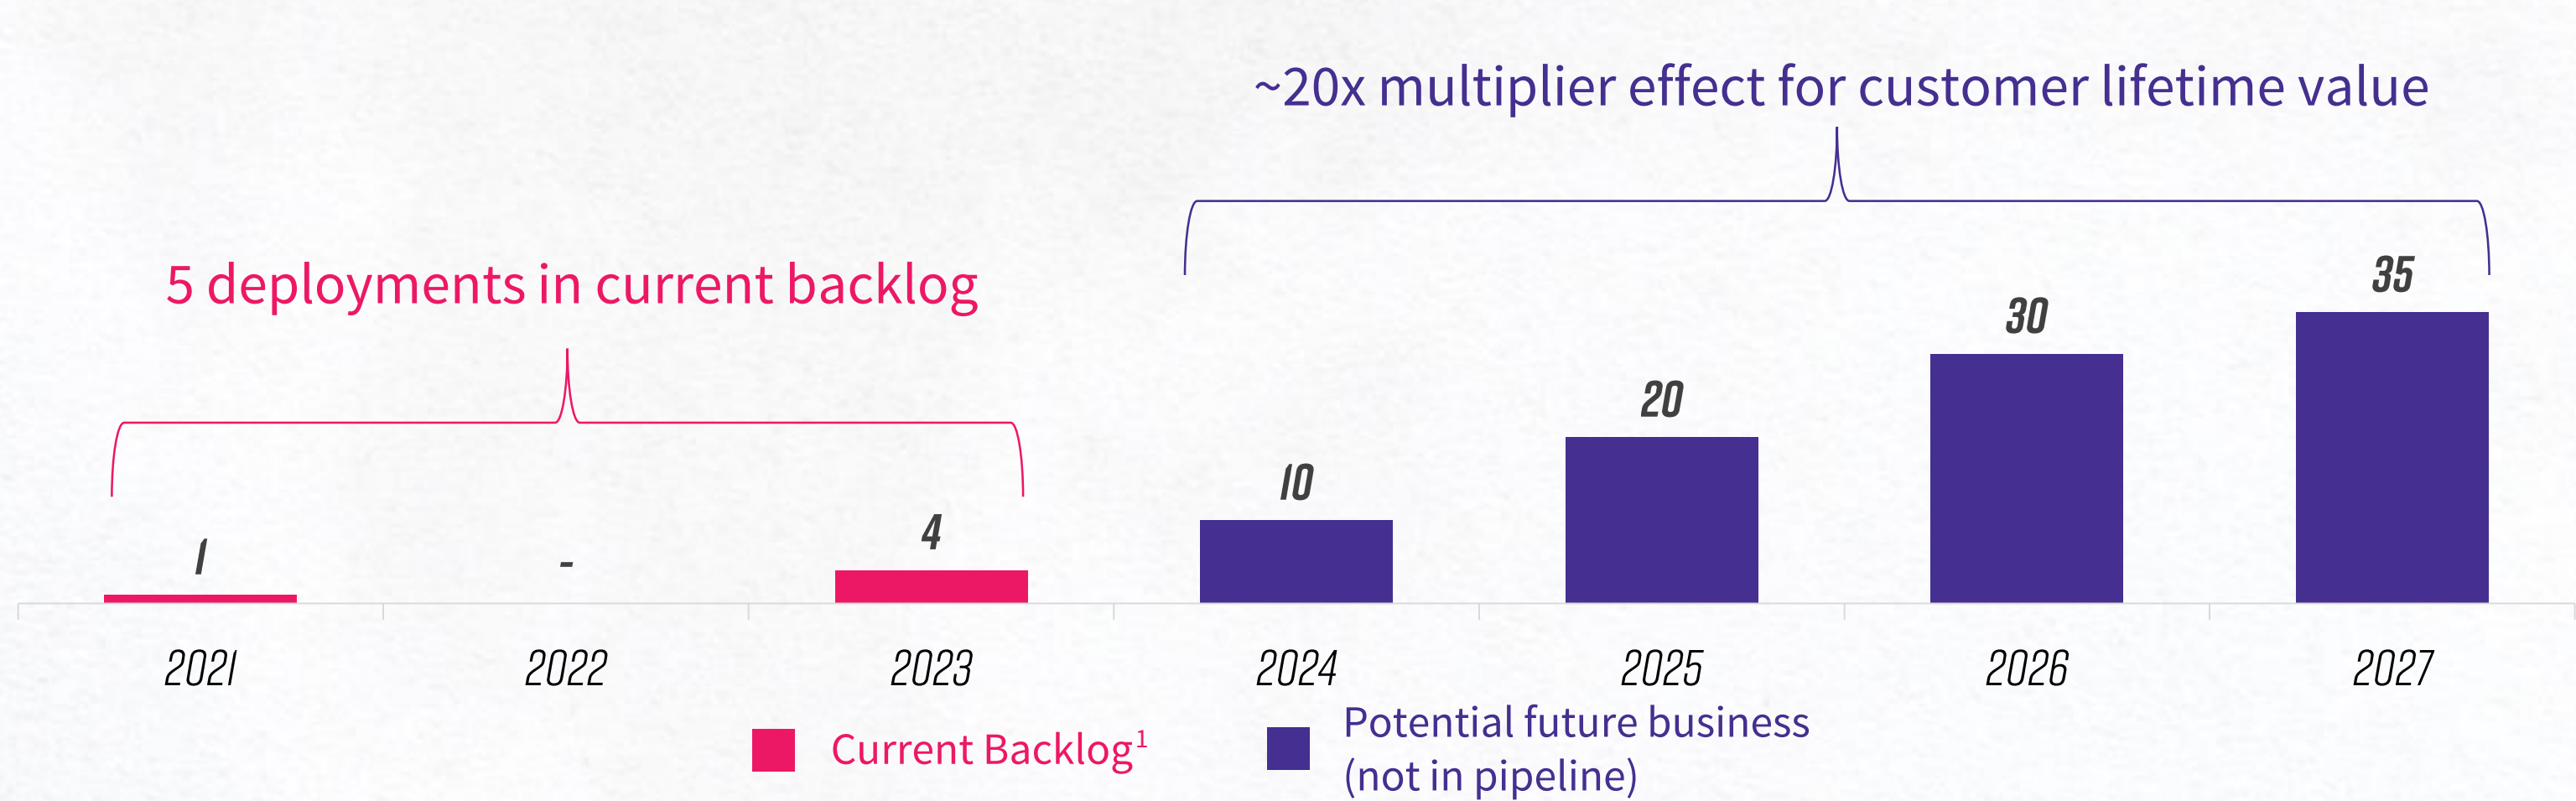 ~20x multiplier effect for customer lifetime value
5 deployments in current backlog
1
-
4
10
20
30
35
2021
2022
2023
2024
2025
2026
2027
Current Backlog¹
Potential future business
(not in pipeline)